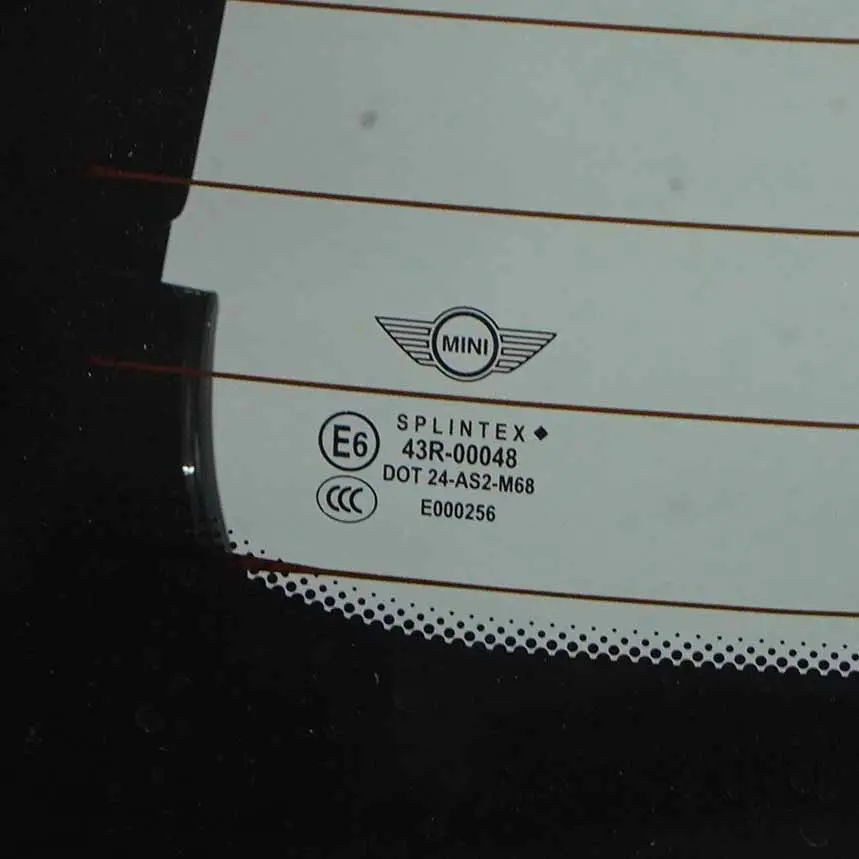 MINI
SPLINTEX
E6 43R-00048
DOT 24-AS2-M68
CCC E000256